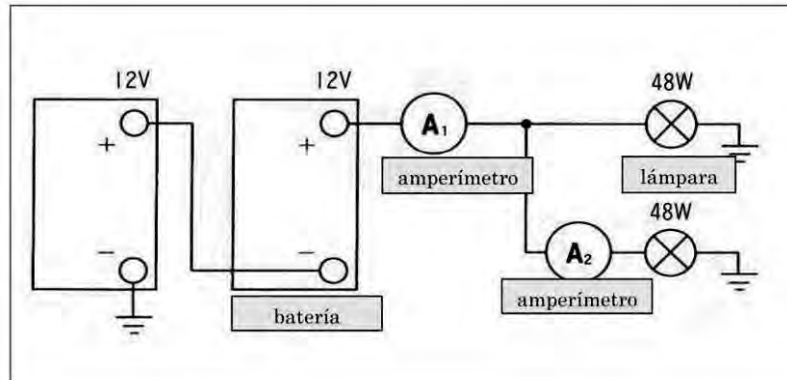 12V
12V
48W
+
+
A₁
amperímetro
lámpara
48W
−
−
A₂
batería
amperímetro